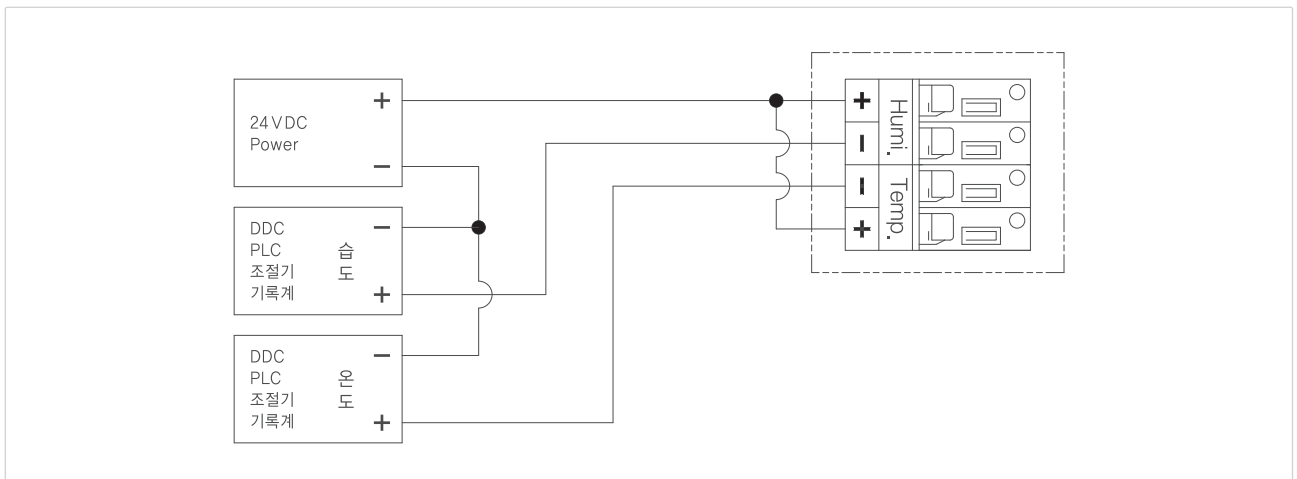 24VDC
Power
+
−
DDC
PLC
조절기
기록계
습
도
−
+
DDC
PLC
조절기
기록계
온
도
−
+
+
−
Humi.
−
+
Temp.